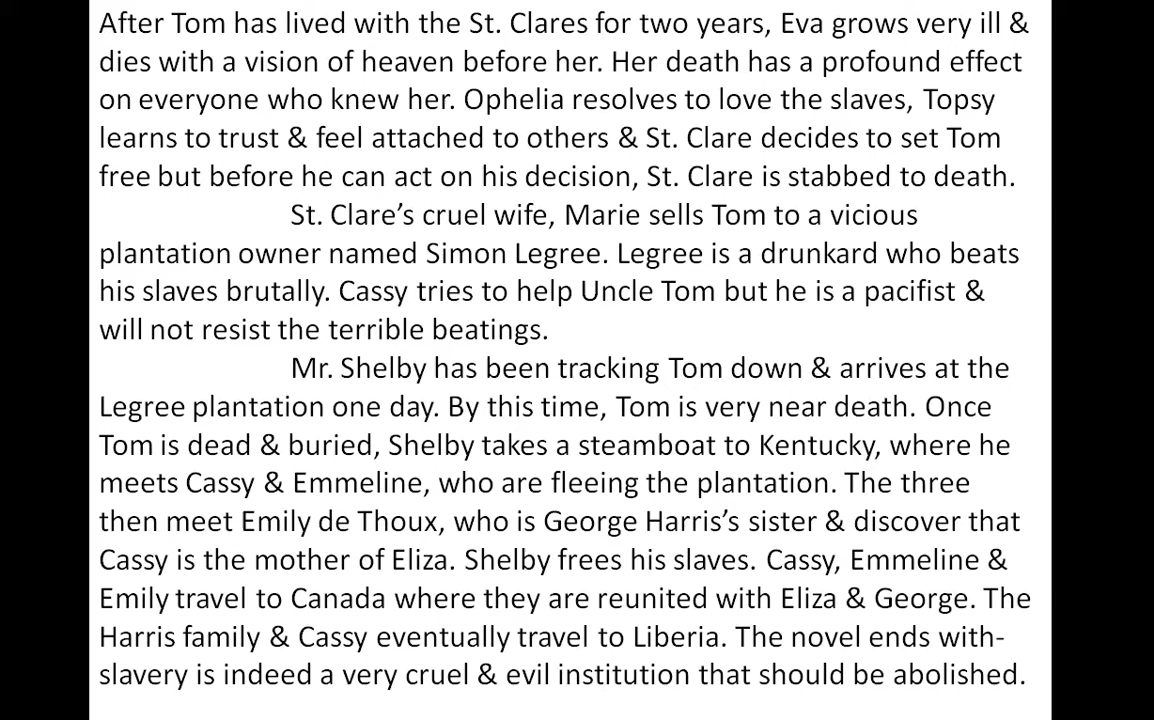 After Tom has lived with the St. Clares for two years, Eva grows very ill &
dies with a vision of heaven before her. Her death has a profound effect
on everyone who knew her. Ophelia resolves to love the slaves, Topsy
learns to trust & feel attached to others & St. Clare decides to set Tom
free but before he can act on his decision, St. Clare is stabbed to death.
St. Clare’s cruel wife, Marie sells Tom to a vicious
plantation owner named Simon Legree. Legree is a drunkard who beats
his slaves brutally. Cassy tries to help Uncle Tom but he is a pacifist &
will not resist the terrible beatings.
Mr. Shelby has been tracking Tom down & arrives at the
Legree plantation one day. By this time, Tom is very near death. Once
Tom is dead & buried, Shelby takes a steamboat to Kentucky, where he
meets Cassy & Emmeline, who are fleeing the plantation. The three
then meet Emily de Thoux, who is George Harris’s sister & discover that
Cassy is the mother of Eliza. Shelby frees his slaves. Cassy, Emmeline &
Emily travel to Canada where they are reunited with Eliza & George. The
Harris family & Cassy eventually travel to Liberia. The novel ends with-
slavery is indeed a very cruel & evil institution that should be abolished.